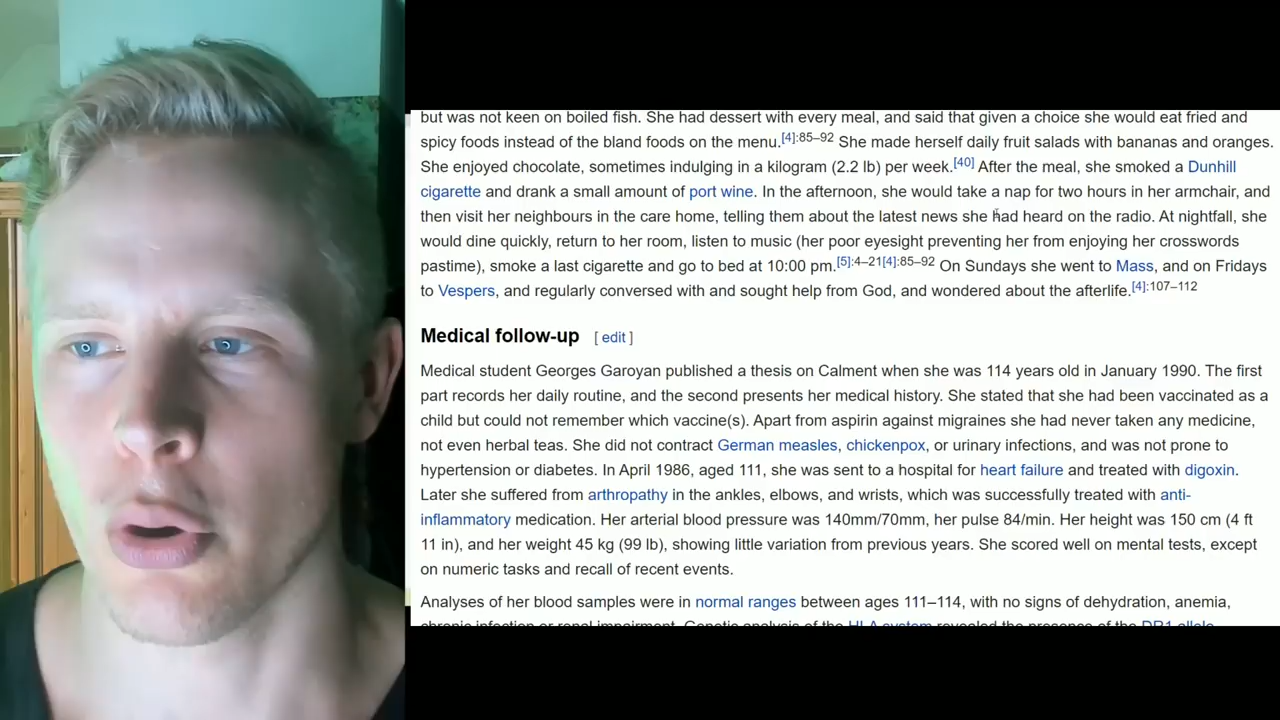 but was not keen on boiled fish. She had dessert with every meal, and said that given a choice she would eat fried and
spicy foods instead of the bland foods on the menu.[4]:85–92 She made herself daily fruit salads with bananas and oranges.
She enjoyed chocolate, sometimes indulging in a kilogram (2.2 lb) per week.[40] After the meal, she smoked a Dunhill
cigarette and drank a small amount of port wine. In the afternoon, she would take a nap for two hours in her armchair, and
then visit her neighbours in the care home, telling them about the latest news she had heard on the radio. At nightfall, she
would dine quickly, return to her room, listen to music (her poor eyesight preventing her from enjoying her crosswords
pastime), smoke a last cigarette and go to bed at 10:00 pm.[5]:4–21[4]:85–92 On Sundays she went to Mass, and on Fridays
to Vespers, and regularly conversed with and sought help from God, and wondered about the afterlife.[4]:107–112
Medical follow-up [ edit ]
Medical student Georges Garoyan published a thesis on Calment when she was 114 years old in January 1990. The first
part records her daily routine, and the second presents her medical history. She stated that she had been vaccinated as a
child but could not remember which vaccine(s). Apart from aspirin against migraines she had never taken any medicine,
not even herbal teas. She did not contract German measles, chickenpox, or urinary infections, and was not prone to
hypertension or diabetes. In April 1986, aged 111, she was sent to a hospital for heart failure and treated with digoxin.
Later she suffered from arthropathy in the ankles, elbows, and wrists, which was successfully treated with anti-
inflammatory medication. Her arterial blood pressure was 140mm/70mm, her pulse 84/min. Her height was 150 cm (4 ft
11 in), and her weight 45 kg (99 lb), showing little variation from previous years. She scored well on mental tests, except
on numeric tasks and recall of recent events.
Analyses of her blood samples were in normal ranges between ages 111–114, with no signs of dehydration, anemia,
chronic infection or renal impairment. Genetic analysis of the HLA system revealed the presence of the DR1 allele